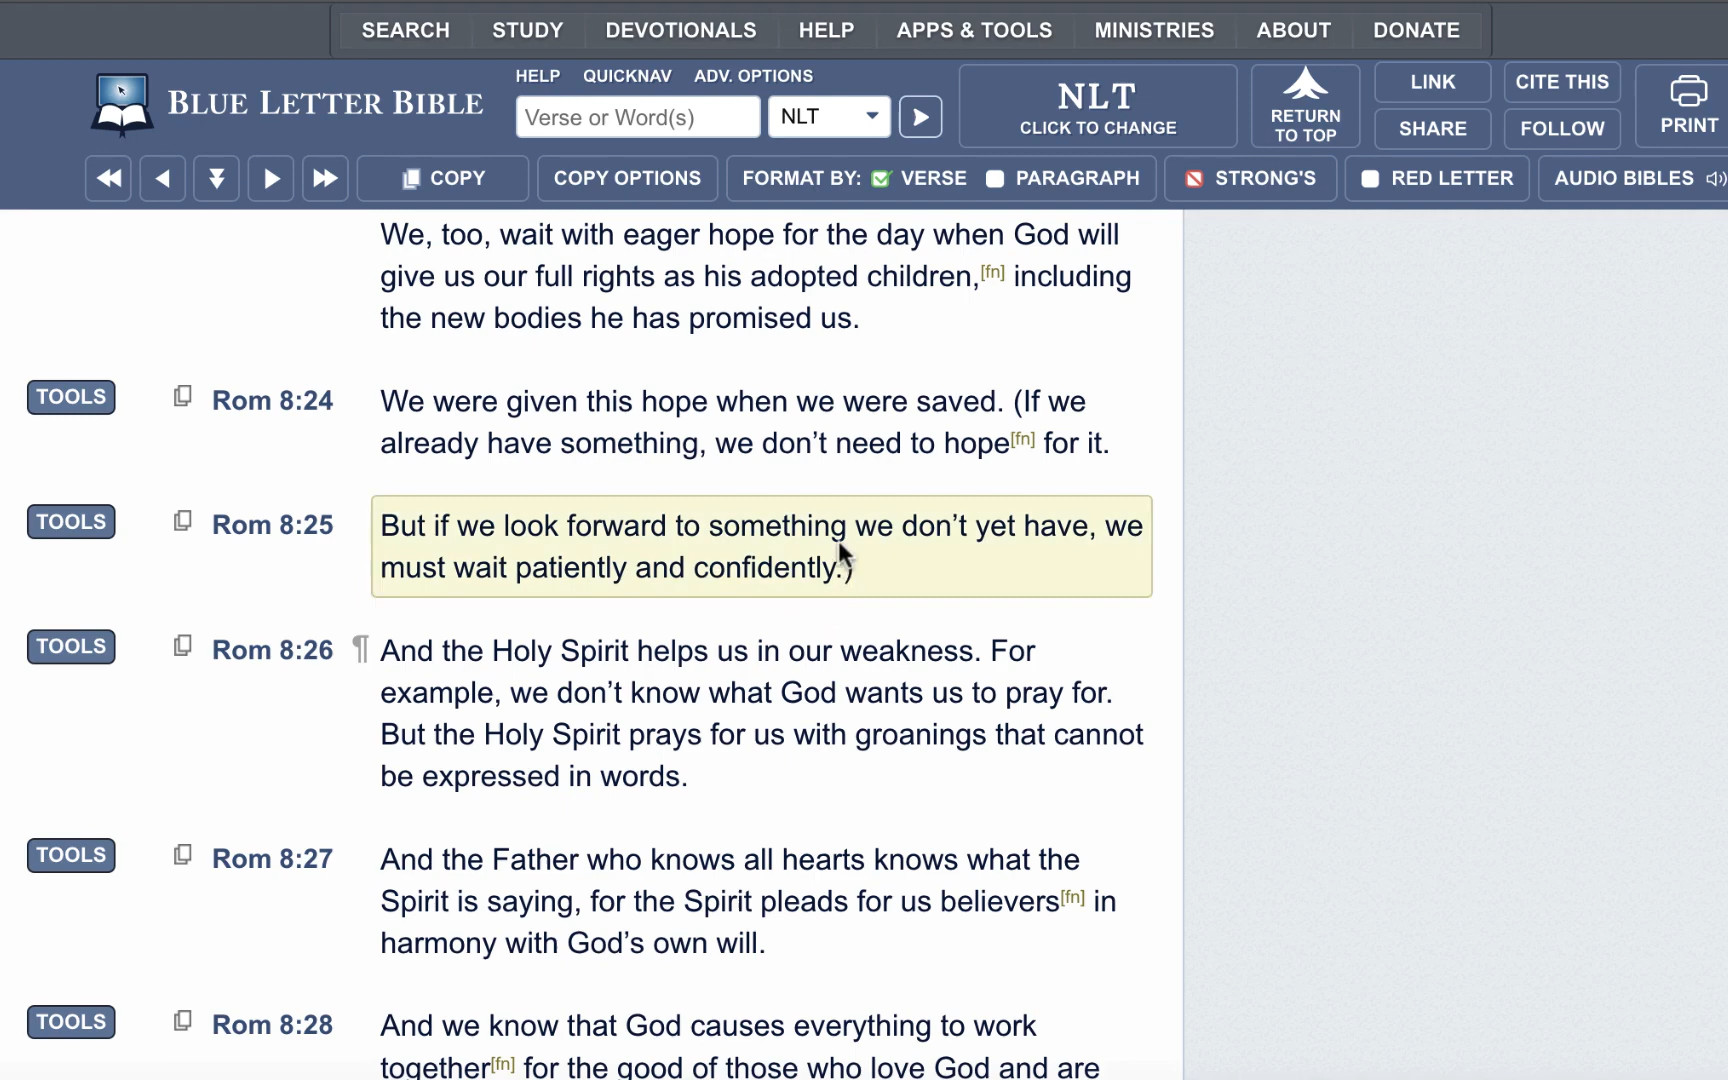 SEARCH STUDY DEVOTIONALS HELP APPS & TOOLS MINISTRIES ABOUT DONATE
BLUE LETTER BIBLE
HELP QUICKNAV ADV. OPTIONS
Verse or Word(s) NLT
NLT
CLICK TO CHANGE
RETURN
TO TOP
LINK CITE THIS
SHARE FOLLOW
PRINT
COPY COPY OPTIONS FORMAT BY: VERSE PARAGRAPH STRONG'S RED LETTER AUDIO BIBLES
We, too, wait with eager hope for the day when God will
give us our full rights as his adopted children,[fn] including
the new bodies he has promised us.
TOOLS Rom 8:24 We were given this hope when we were saved. (If we
already have something, we don’t need to hope[fn] for it.
TOOLS Rom 8:25 But if we look forward to something we don’t yet have, we
must wait patiently and confidently.)
TOOLS Rom 8:26 ¶ And the Holy Spirit helps us in our weakness. For
example, we don’t know what God wants us to pray for.
But the Holy Spirit prays for us with groanings that cannot
be expressed in words.
TOOLS Rom 8:27 And the Father who knows all hearts knows what the
Spirit is saying, for the Spirit pleads for us believers[fn] in
harmony with God’s own will.
TOOLS Rom 8:28 And we know that God causes everything to work
together[fn] for the good of those who love God and are